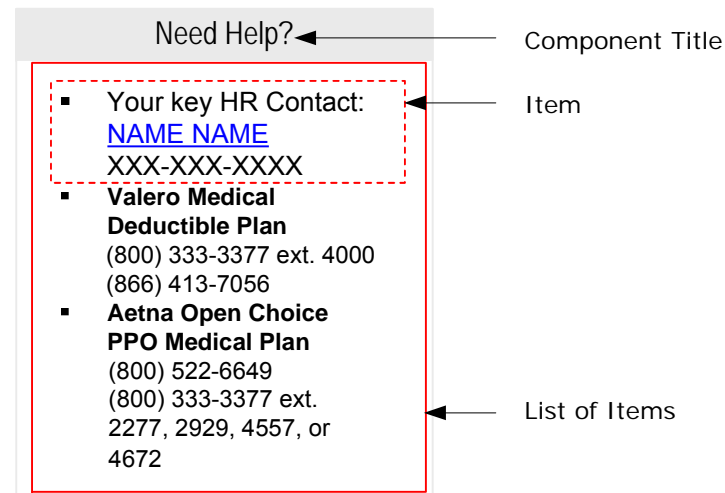 Need Help?
Component Title
▪ Your key HR Contact:
NAME NAME
XXX-XXX-XXXX
Item
▪ Valero Medical
Deductible Plan
(800) 333-3377 ext. 4000
(866) 413-7056
▪ Aetna Open Choice
PPO Medical Plan
(800) 522-6649
(800) 333-3377 ext.
2277, 2929, 4557, or
4672
List of Items